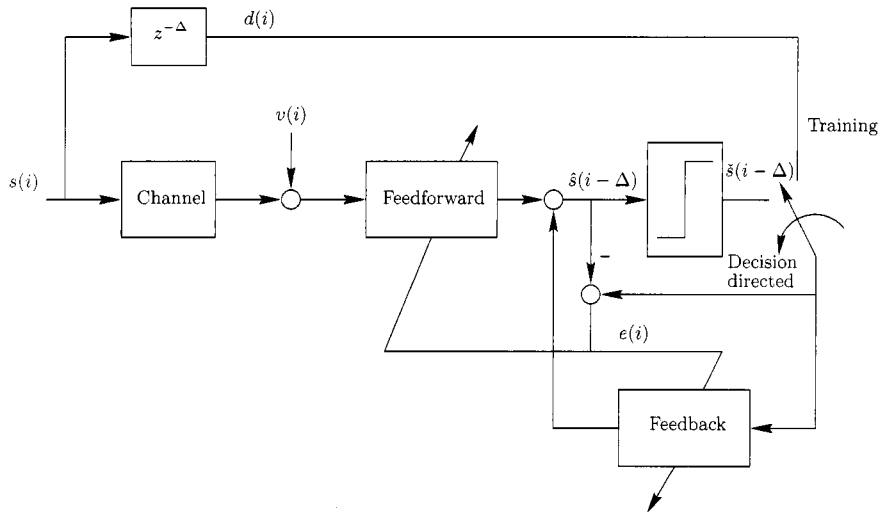 d(i)
z^{-Δ}
v(i)
Training
s(i)
Channel
Feedforward
ŝ(i − Δ)
š(i − Δ)
−
Decision
directed
e(i)
Feedback